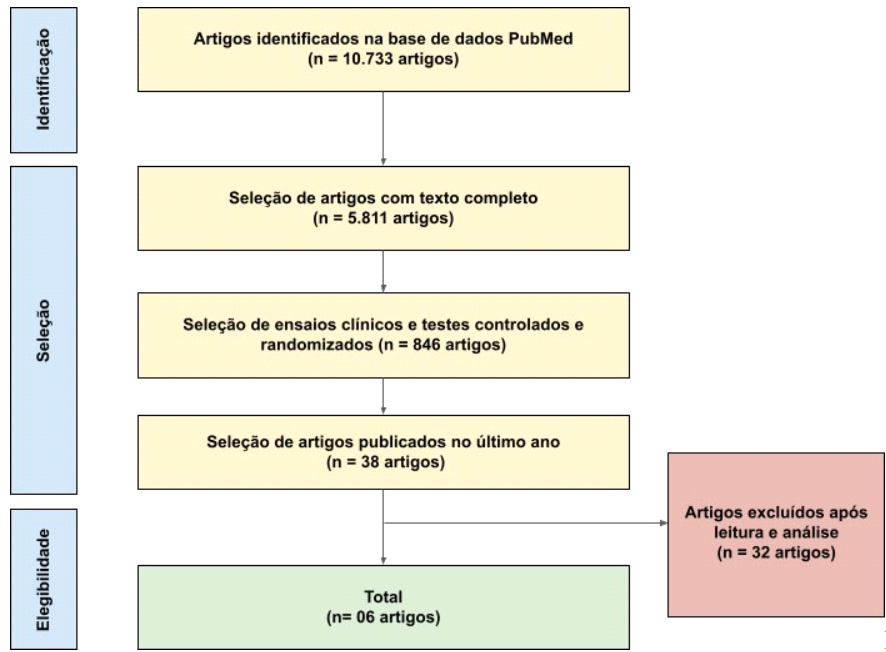 Identificação
Artigos identificados na base de dados PubMed
(n = 10.733 artigos)
Seleção
Seleção de artigos com texto completo
(n = 5.811 artigos)
Seleção de ensaios clínicos e testes controlados e
randomizados (n = 846 artigos)
Seleção de artigos publicados no último ano
(n = 38 artigos)
Artigos excluídos após
leitura e análise
(n = 32 artigos)
Elegibilidade
Total
(n= 06 artigos)